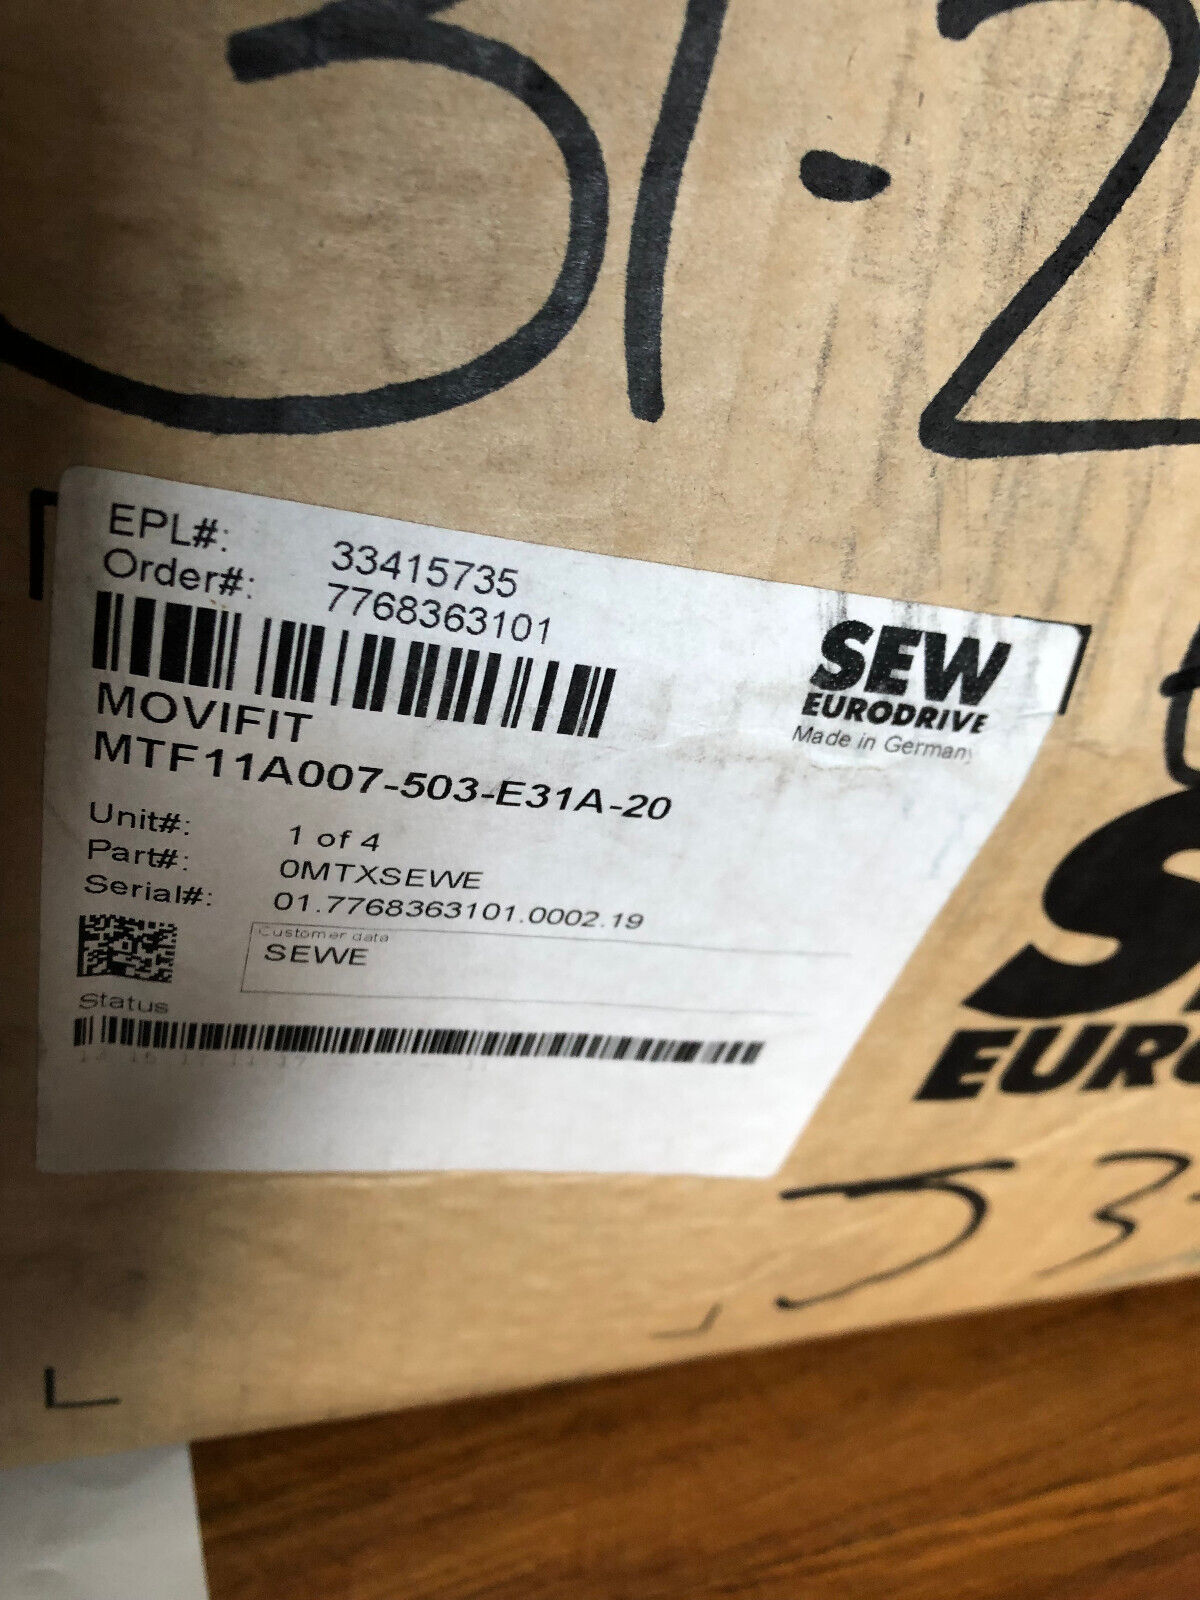 31-2
EPL#: 33415735
Order#: 7768363101
SEW
EURODRIVE
Made in Germany
MOVIFIT
MTF11A007-503-E31A-20
Unit#: 1 of 4
Part#: 0MTXSEWE
Serial#: 01.7768363101.0002.19
Customer data
SEWE
Status
S
EURO
53